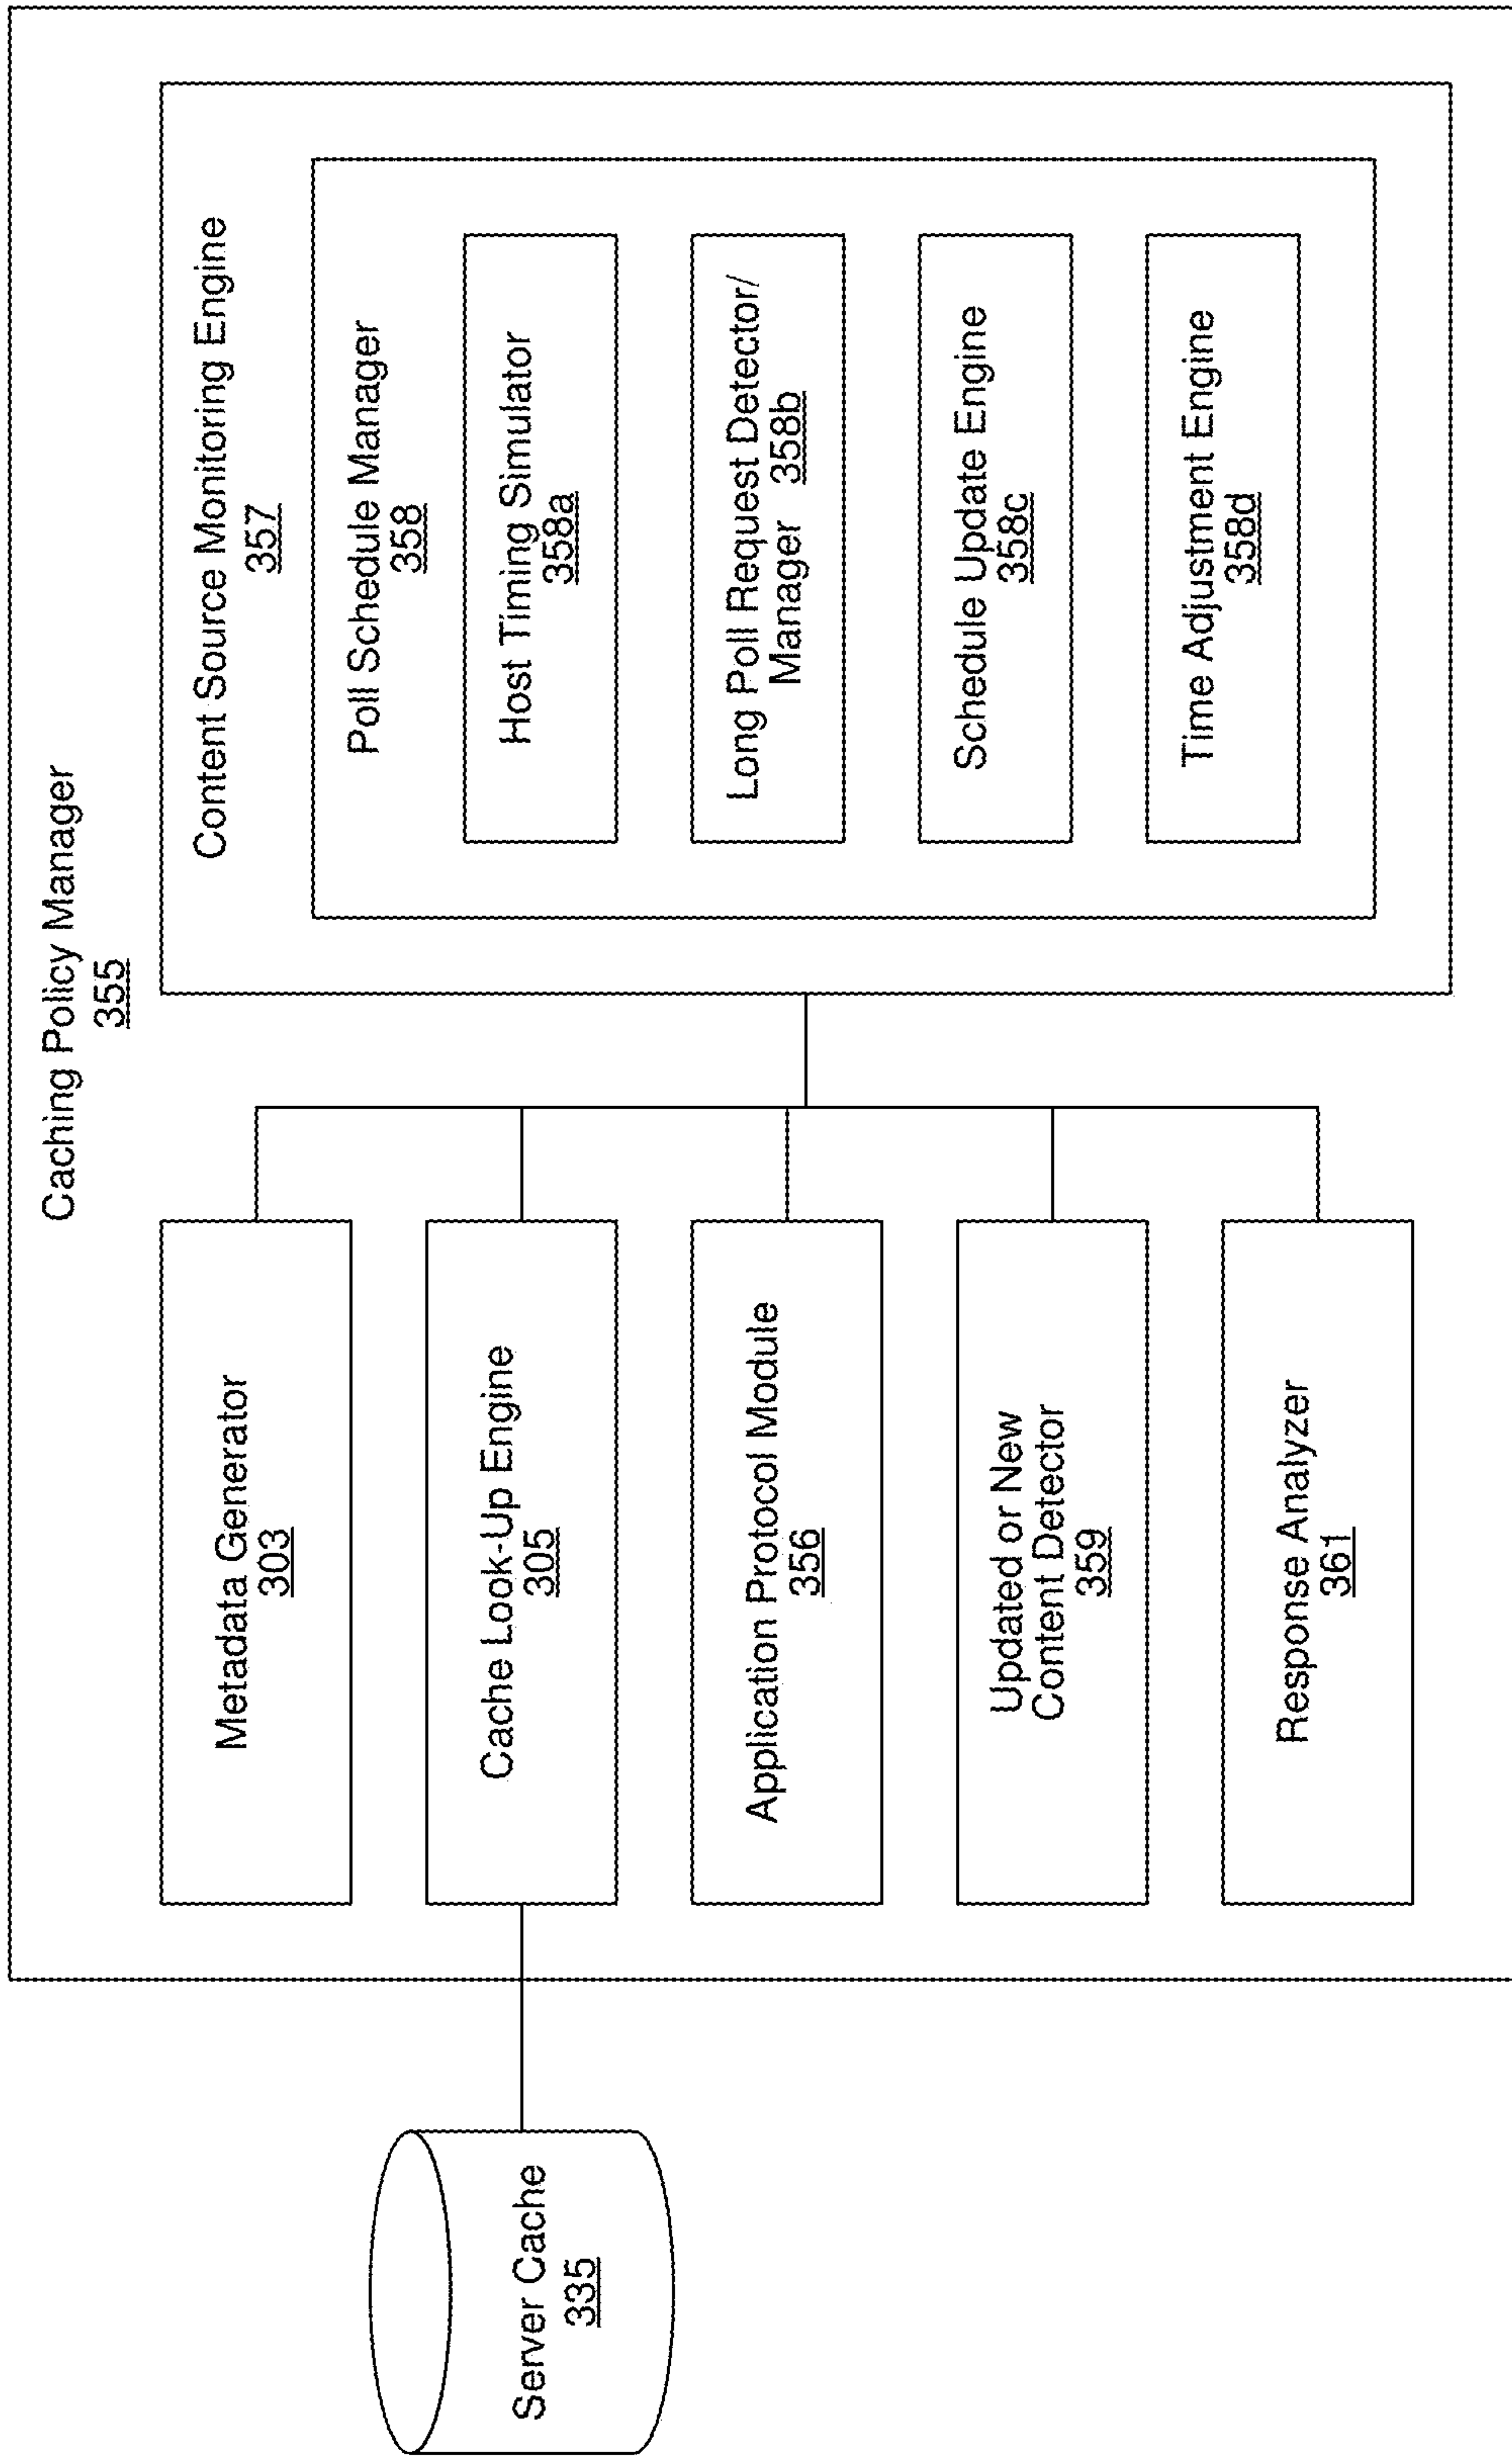 Caching Policy Manager
355
Server Cache
335
Metadata Generator
303
Cache Look-Up Engine
305
Application Protocol Module
356
Updated or New
Content Detector
359
Response Analyzer
361
Content Source Monitoring Engine
357
Poll Schedule Manager
358
Host Timing Simulator
358a
Long Poll Request Detector/
Manager 358b
Schedule Update Engine
358c
Time Adjustment Engine
358d